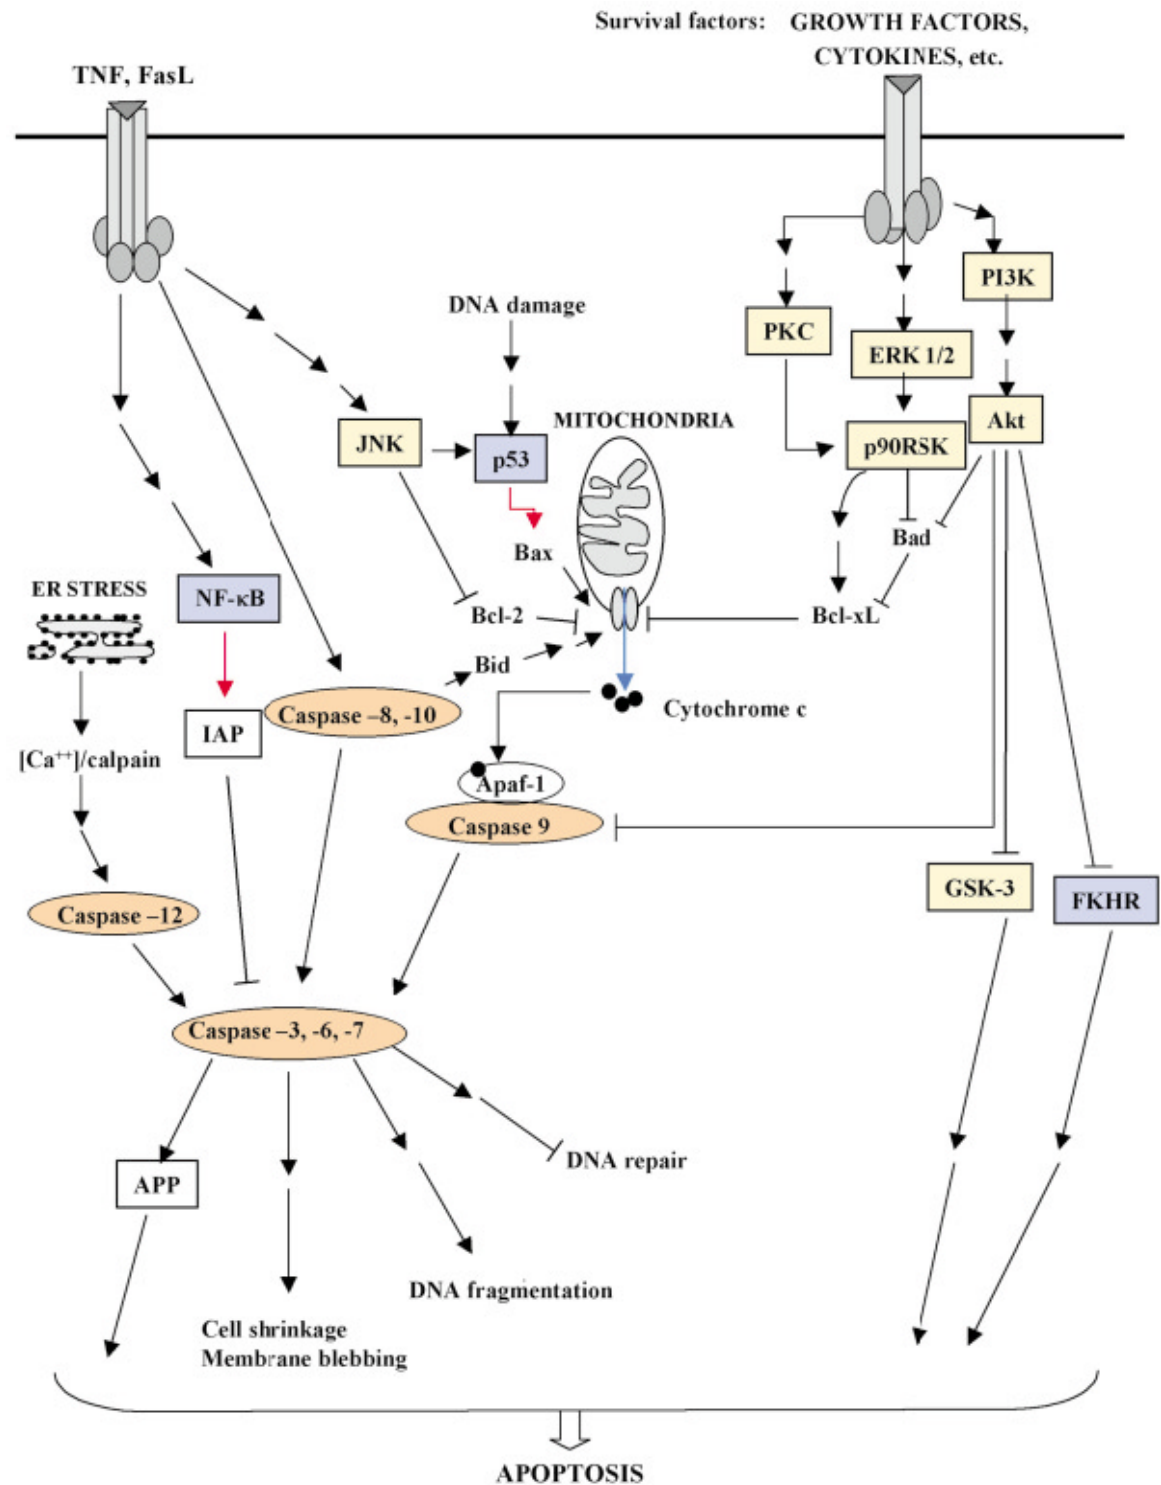 Survival factors: GROWTH FACTORS,
CYTOKINES, etc.
TNF, FasL
PI3K
DNA damage
PKC
ERK 1/2
MITOCHONDRIA
Akt
JNK
p53
p90RSK
Bad
Bax
ER STRESS
NF-κB
Bcl-2
Bcl-xL
Bid
Cytochrome c
Caspase –8, -10
IAP
[Ca⁺⁺]/calpain
Apaf-1
Caspase 9
GSK-3
FKHR
Caspase –12
Caspase –3, -6, -7
DNA repair
APP
DNA fragmentation
Cell shrinkage
Membrane blebbing
APOPTOSIS